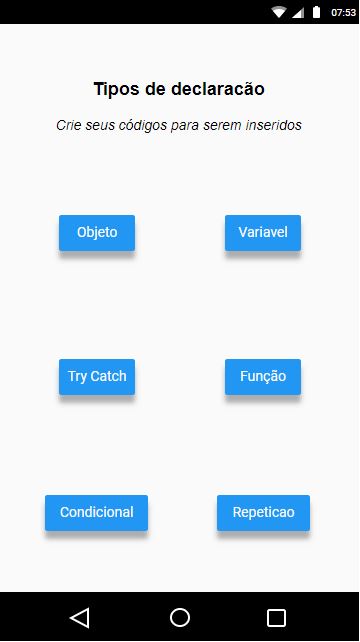 07:53
Tipos de declaracão
Crie seus códigos para serem inseridos
Objeto
Variavel
Try Catch
Função
Condicional
Repeticao